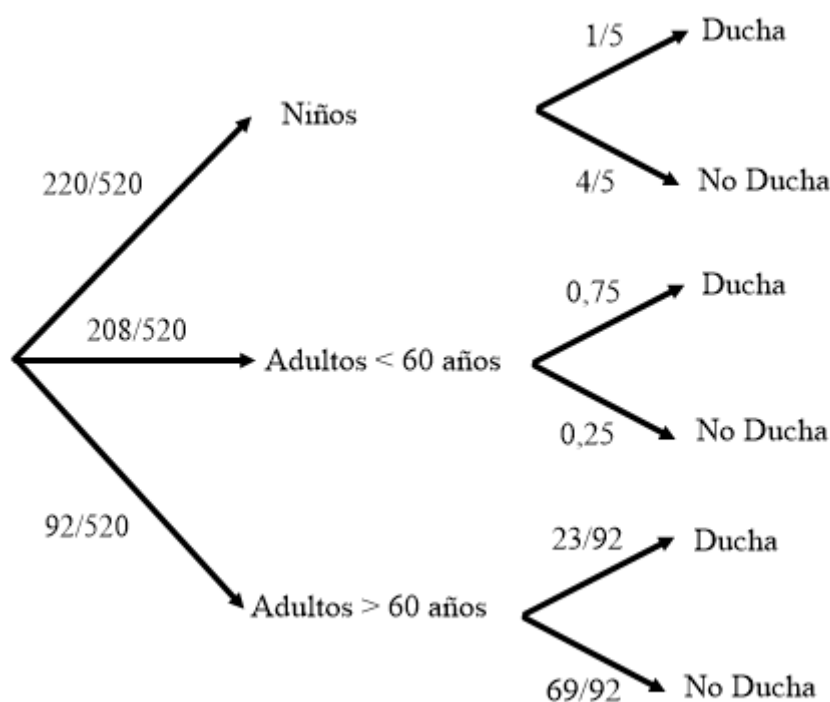 1/5
Ducha
Niños
220/520
4/5
No Ducha
0,75
Ducha
208/520
Adultos < 60 años
0,25
No Ducha
92/520
23/92
Ducha
Adultos > 60 años
69/92
No Ducha